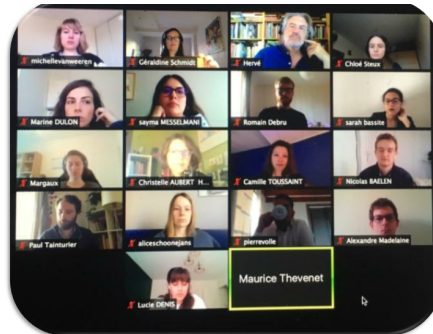 michellevanweeren
Géraldine Schmidt
Hervé
Chloé Steux
Marine DULON
sayma MESSELMANI
Romain Debru
sarah bassite
Margaux
Christelle AUBERT H...
Camille TOUSSAINT
Nicolas BAELEN
Paul Tainturier
aliceschoonejans
pierrevolle
Alexandre Madelaine
Lucie DENIS
Maurice Thevenet